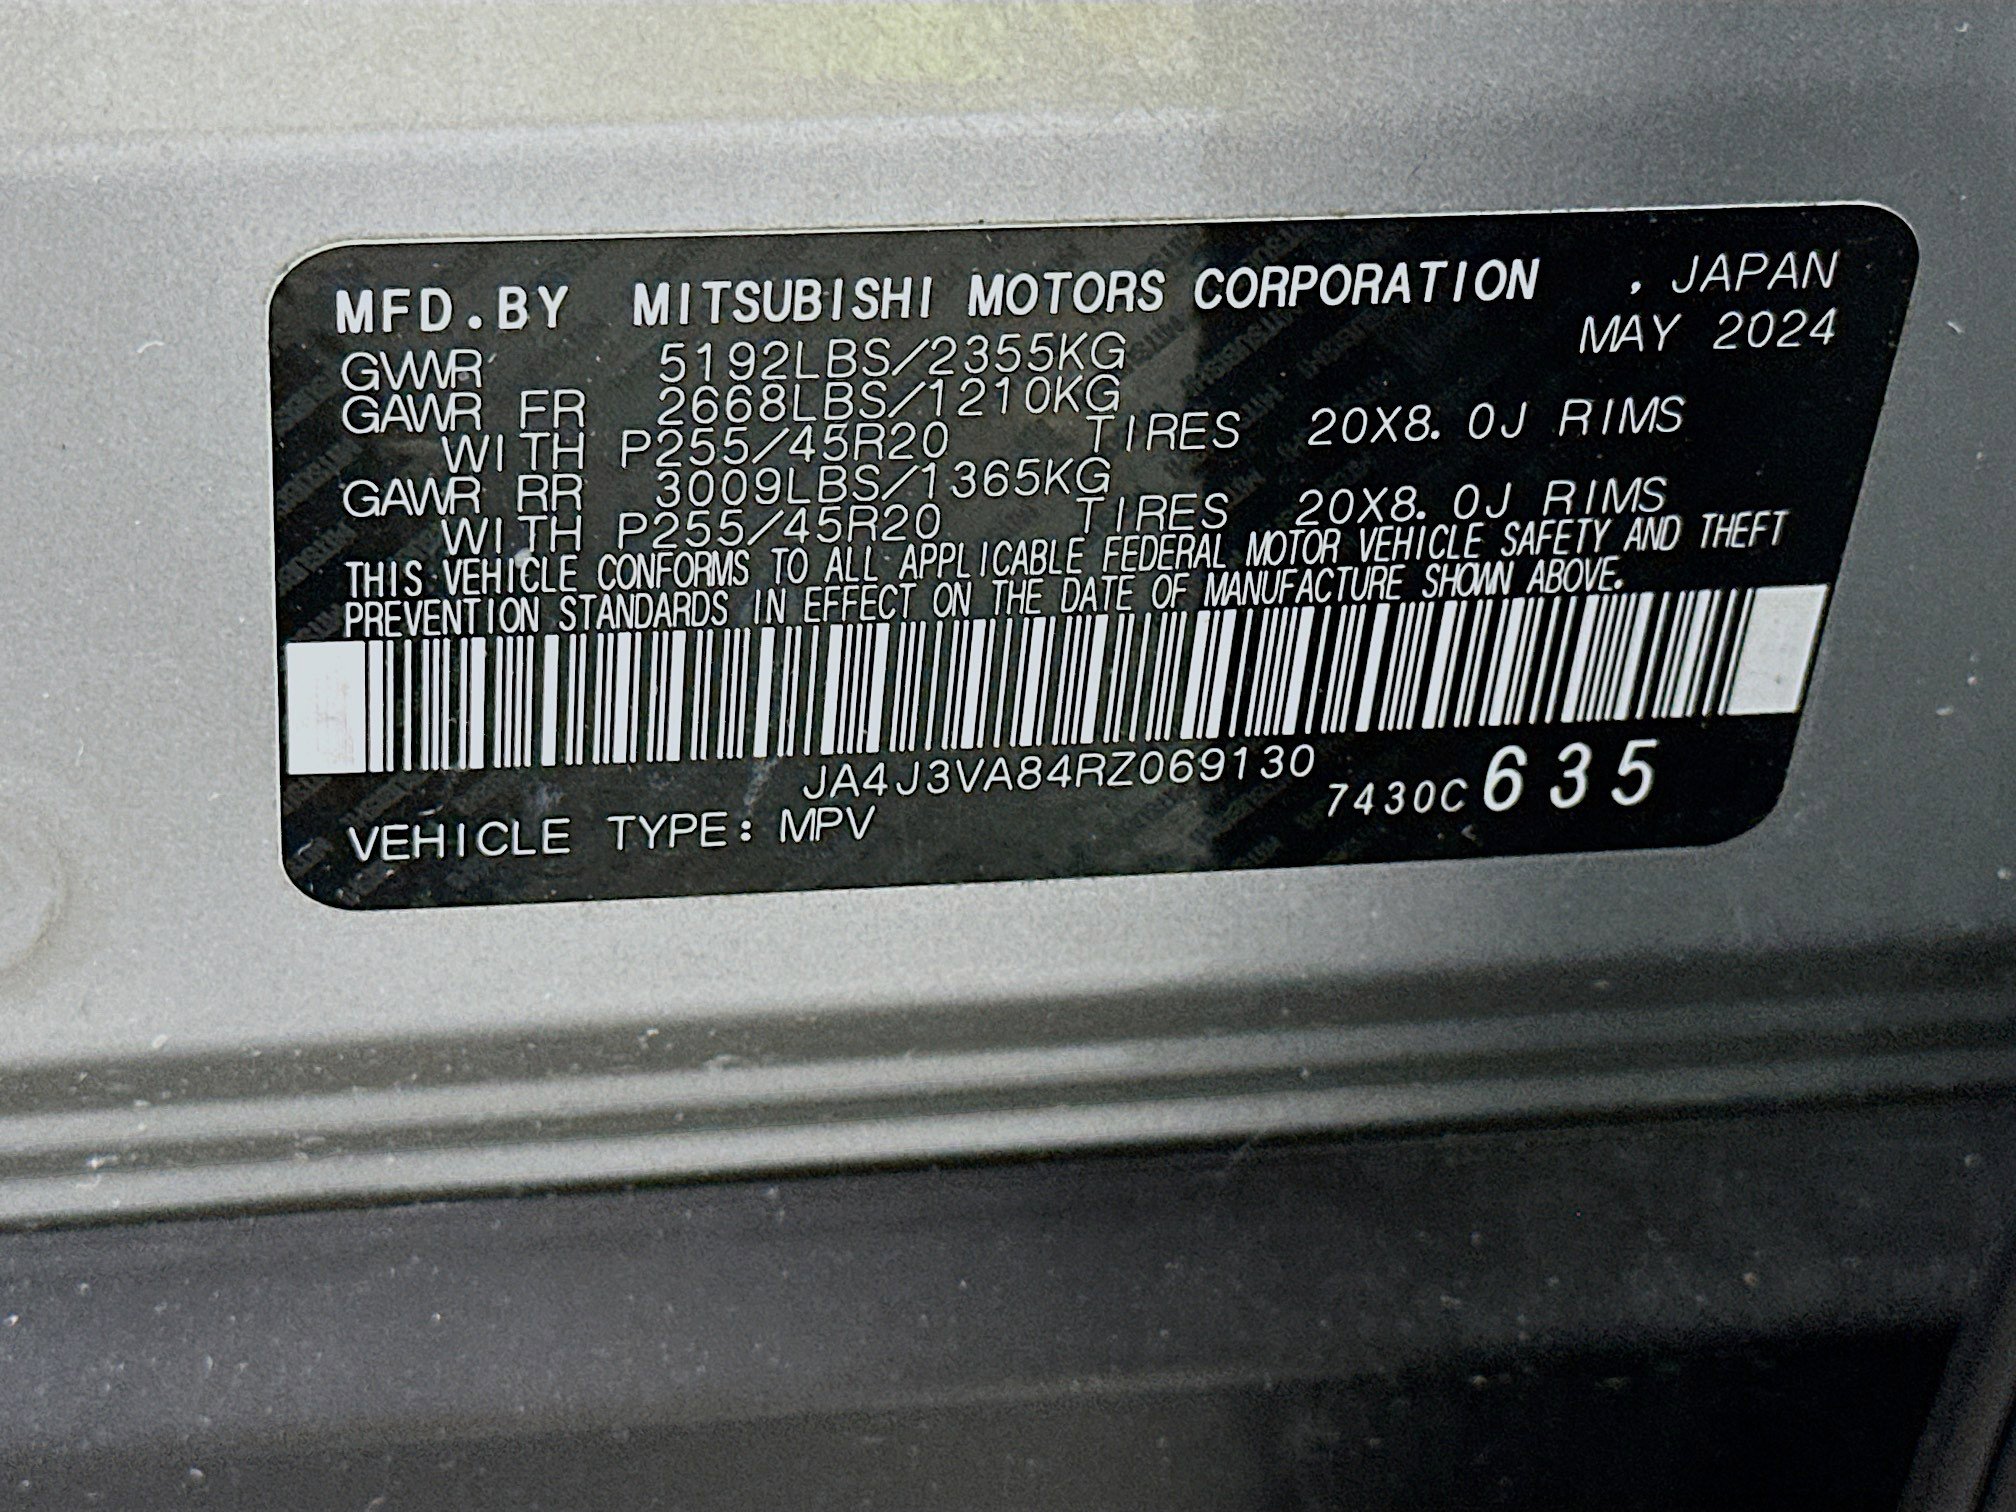 MFD.BY MITSUBISHI MOTORS CORPORATION , JAPAN
MAY 2024
GVWR 5192LBS/2355KG
GAWR FR 2668LBS/1210KG
WITH P255/45R20 TIRES 20X8.0J RIMS
GAWR RR 3009LBS/1365KG
WITH P255/45R20 TIRES 20X8.0J RIMS
THIS VEHICLE CONFORMS TO ALL APPLICABLE FEDERAL MOTOR VEHICLE SAFETY AND THEFT
PREVENTION STANDARDS IN EFFECT ON THE DATE OF MANUFACTURE SHOWN ABOVE.
JA4J3VA84RZ069130
7430C 635
VEHICLE TYPE: MPV